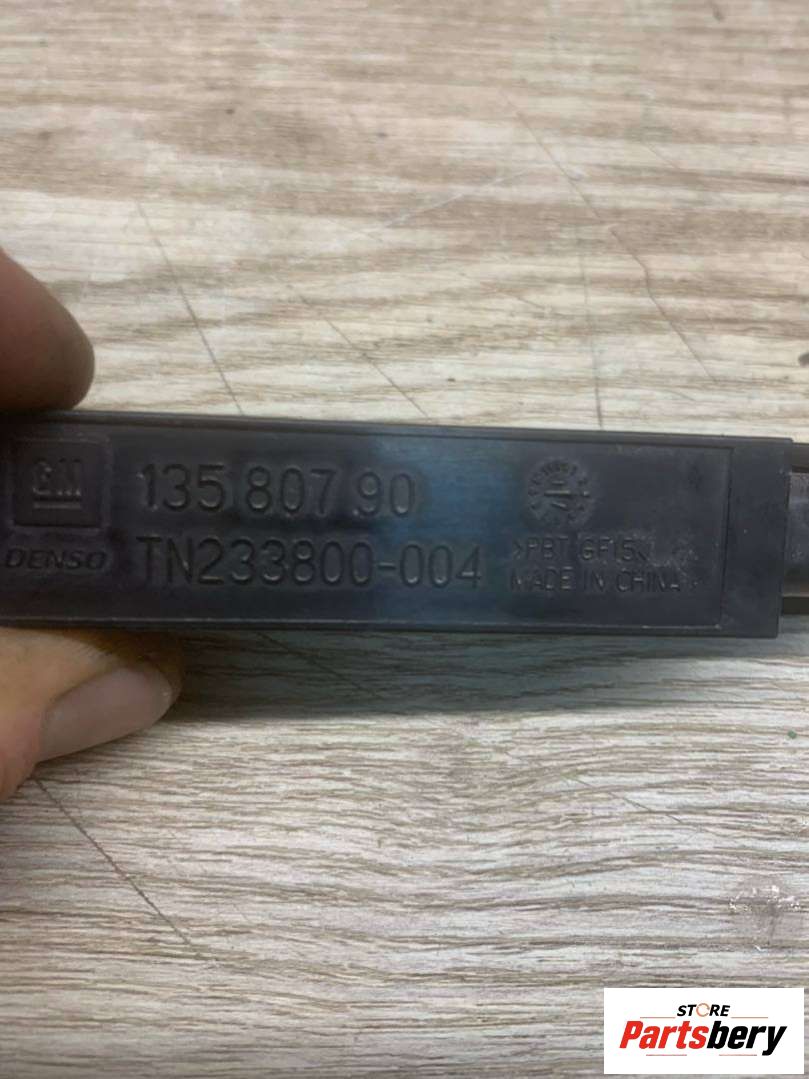 GM
135 807 90
DENSO
TN233800-004
>PBT GF15<
MADE IN CHINA
STORE
Partsbery